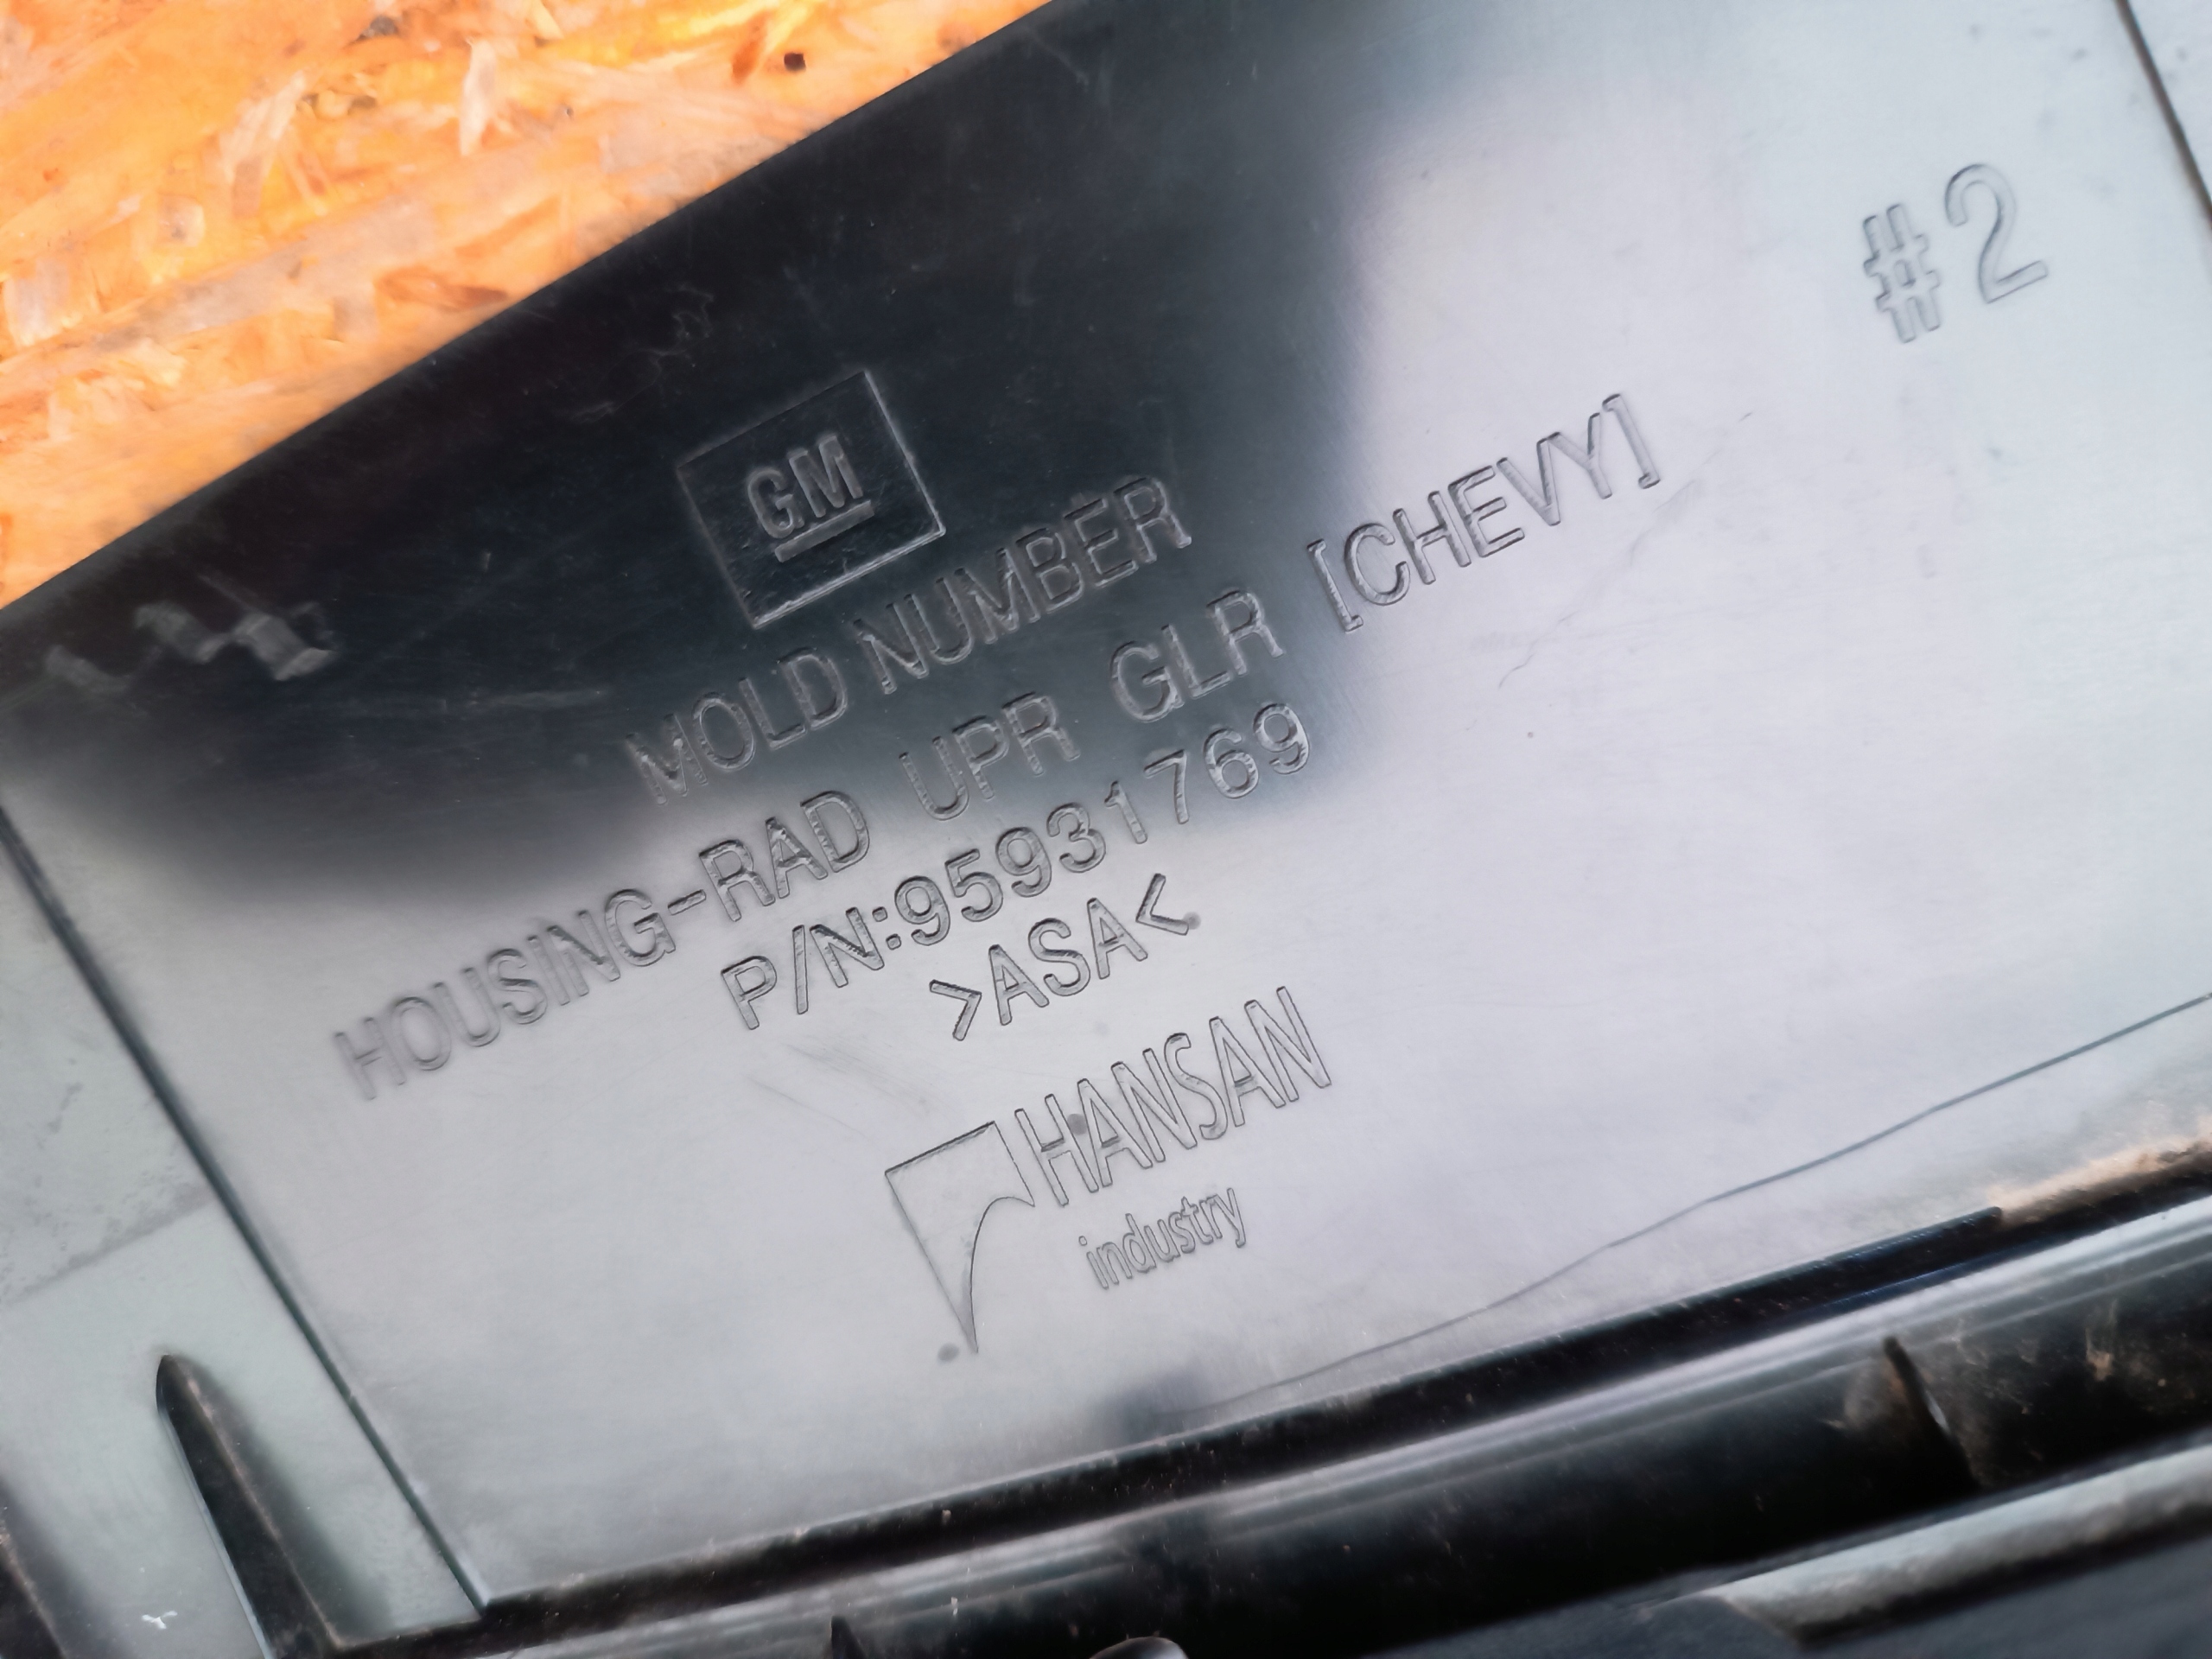 #2
GM
MOLD NUMBER
HOUSING-RAD UPR GLR [CHEVY]
P/N:95931769
>ASA<
HANSAN
industry